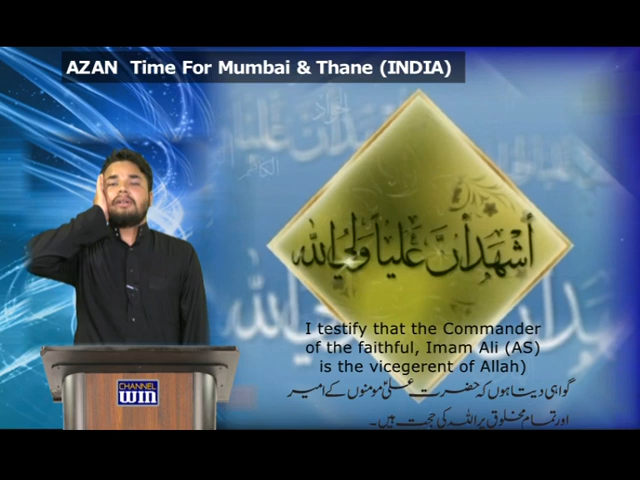 AZAN Time For Mumbai & Thane (INDIA)
الجواد
أشهد أن علياً ولي الله
I testify that the Commander
of the faithful, Imam Ali (AS)
is the vicegerent of Allah)
گواہی دیتا ہوں کہ حضرت علیؑ مومنوں کے امیر
اور تمام مخلوق پر اللہ کی حجت ہیں۔
CHANNEL
WIN